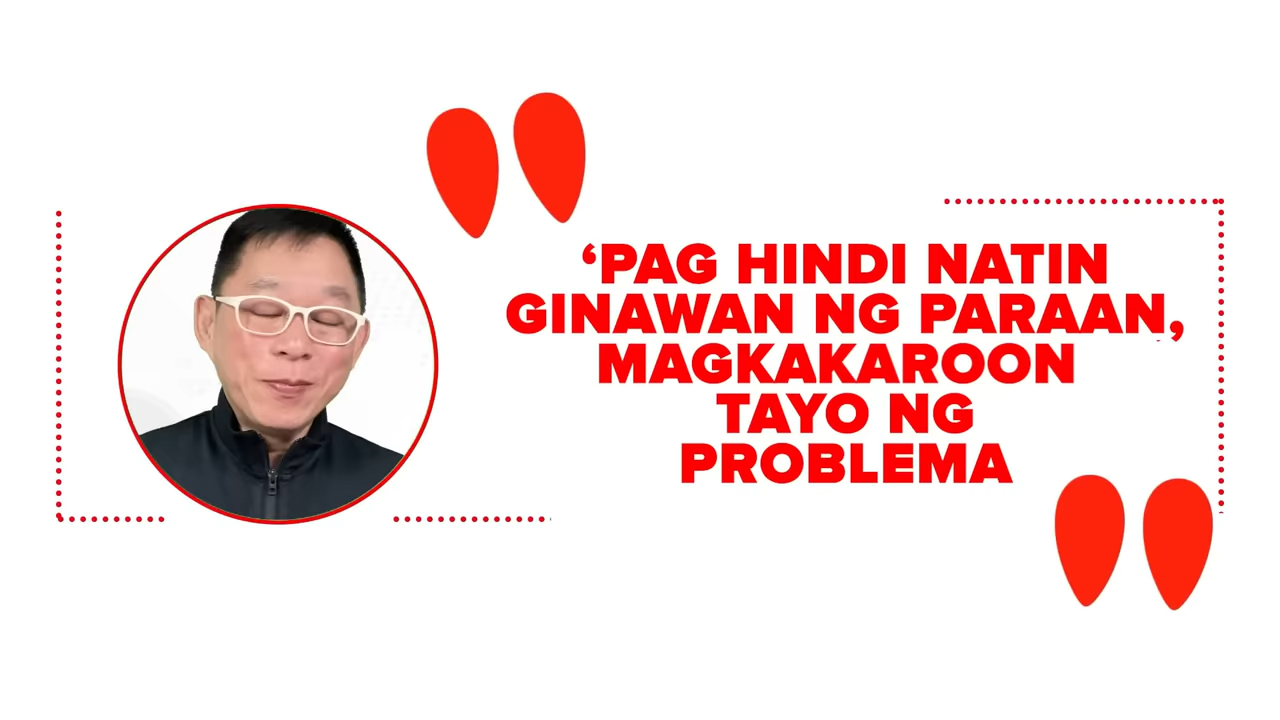 ‘PAG HINDI NATIN
GINAWAN NG PARAAN,
MAGKAKAROON
TAYO NG
PROBLEMA